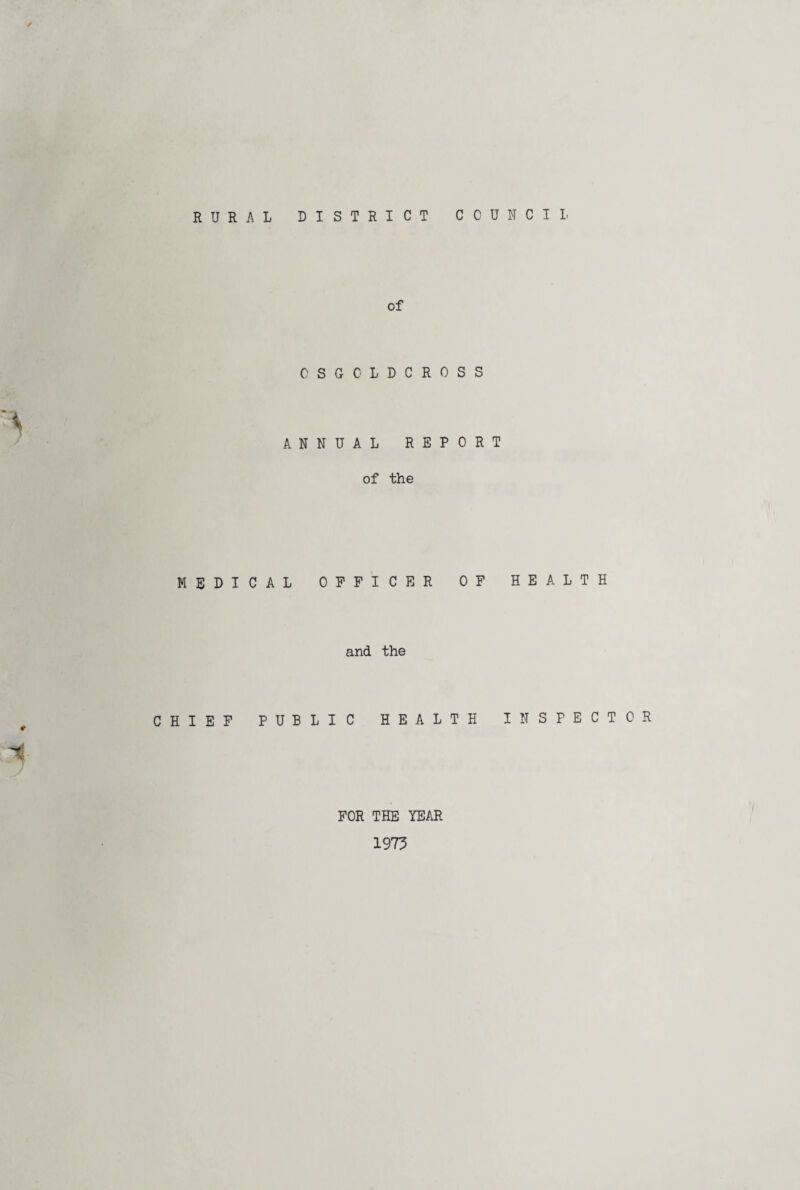 RURAL DISTRICT COUNCIL
of
OSGOLDCROSS
ANNUAL REPORT
of the
MEDICAL OFFICER OF HEALTH
and the
CHIEF PUBLIC HEALTH INSPECTOR
FOR THE YEAR
1973